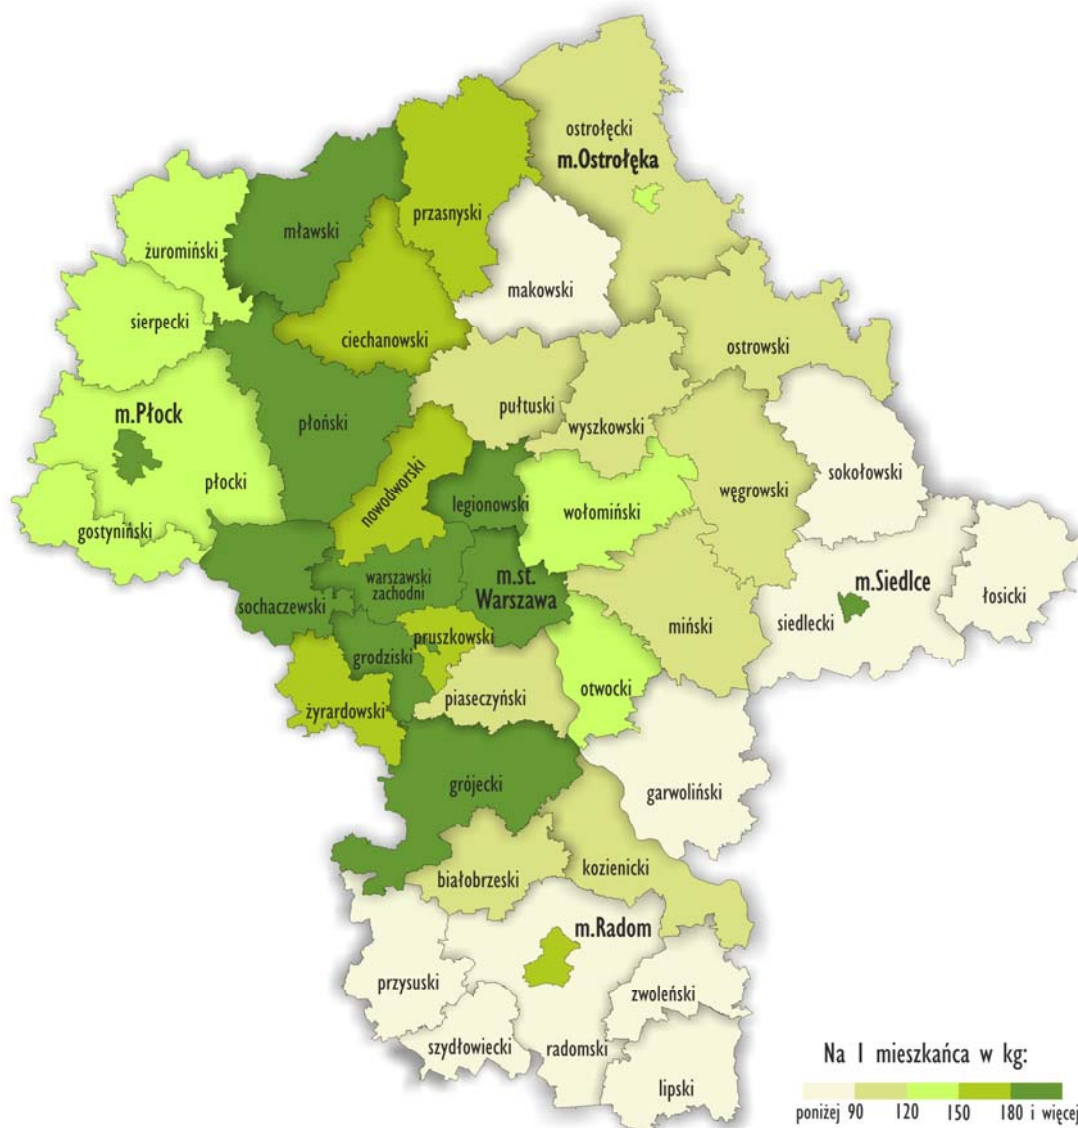 ostrołęcki
m.Ostrołęka
przasnyski
mławski
żuromiński
makowski
sierpecki
ciechanowski
ostrowski
pułtuski
wyszkowski
m.Płock
płoński
sokołowski
płocki
nowodworski
legionowski
wołomiński
węgrowski
gostyniński
warszawski
zachodni
m.st.
Warszawa
m.Siedlce
sochaczewski
łosicki
siedlecki
miński
pruszkowski
grodziski
otwocki
piaseczyński
żyrardowski
grójecki
garwoliński
kozienicki
białobrzeski
m.Radom
przysuski
zwoleński
szydłowiecki
radomski
lipski
Na 1 mieszkańca w kg:
poniżej 90 120 150 180 i więcej